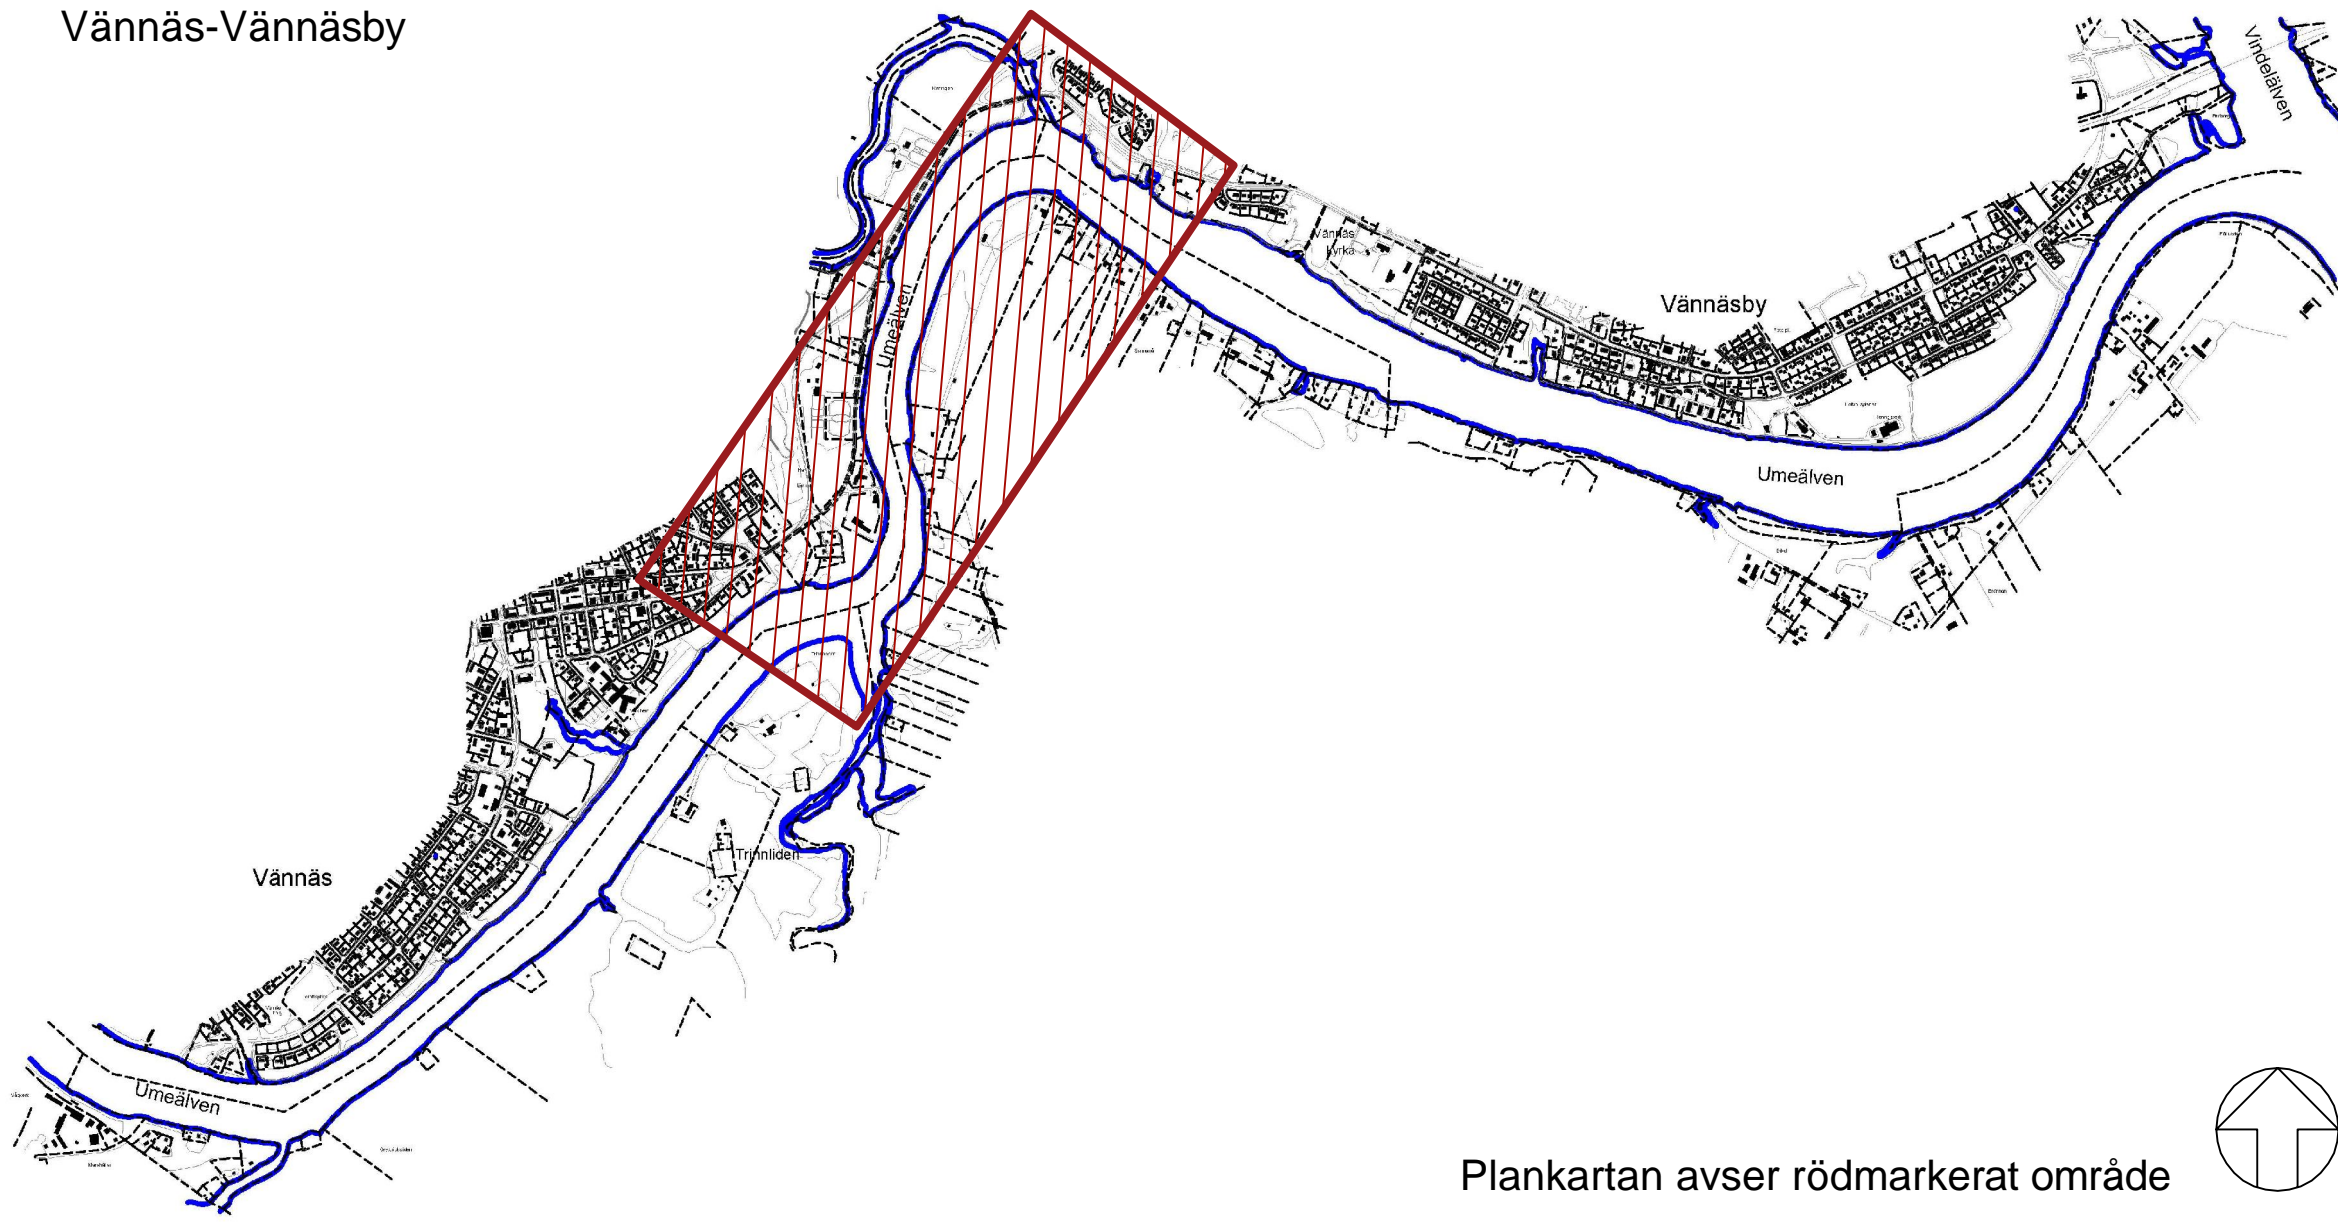 Vännäs-Vännäsby
Vindelälven
Vännäs
kyrka
Umeälven
Vännäsby
Umeälven
Trinnliden
Vännäs
Umeälven
Plankartan avser rödmarkerat område